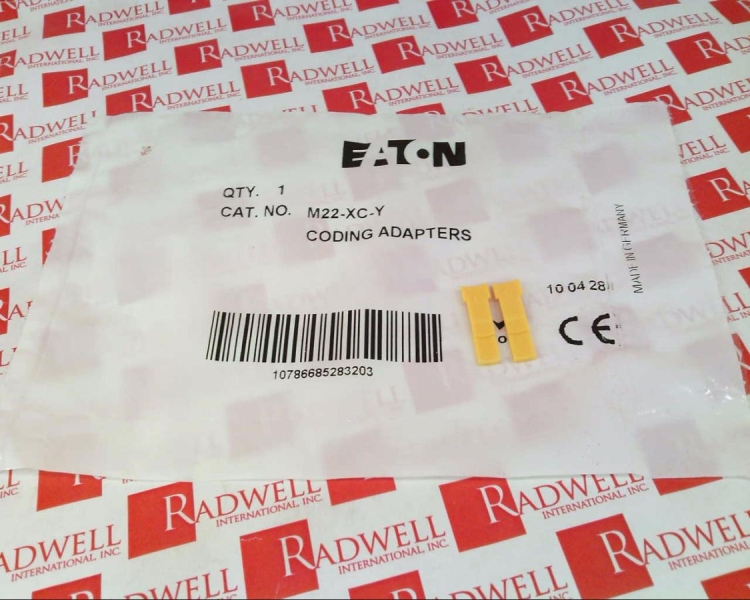 EATON
QTY. 1
CAT. NO. M22-XC-Y
CODING ADAPTERS
MADE IN GERMANY
10 04 28
CE
10786685283203
RADWELL
INTERNATIONAL, INC.